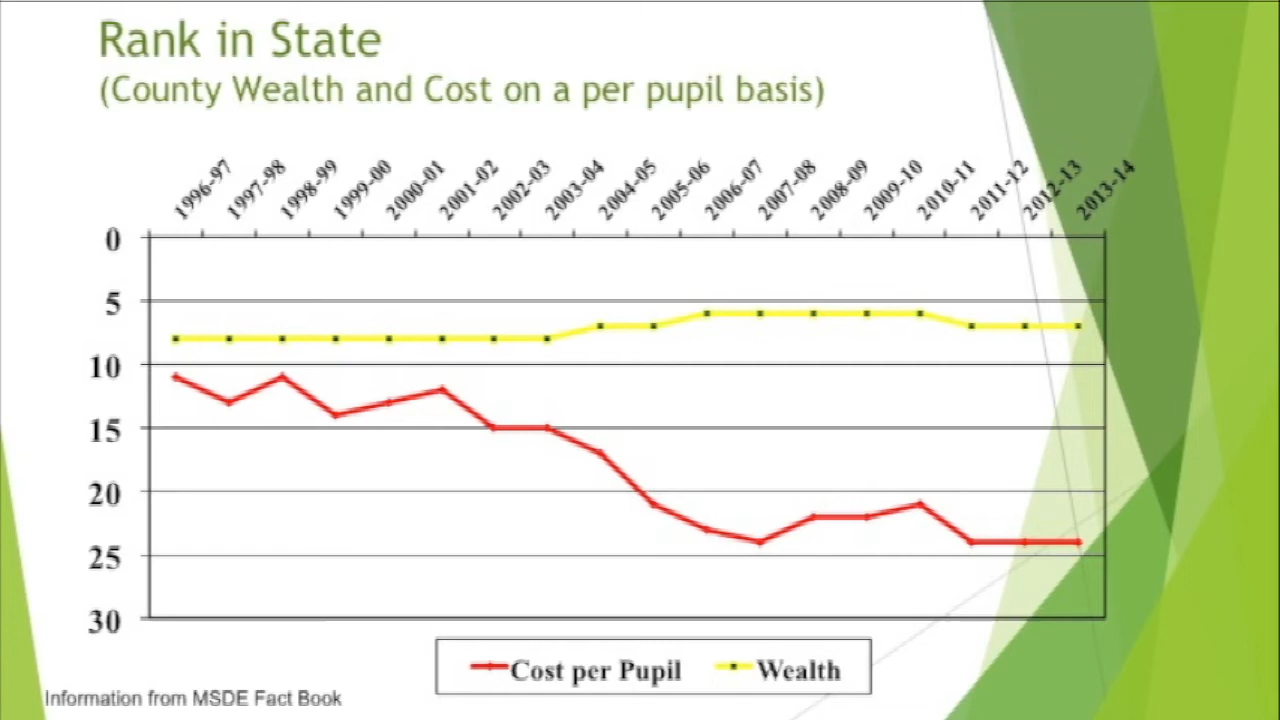 Rank in State
(County Wealth and Cost on a per pupil basis)
1996-97 1997-98 1998-99 1999-00 2000-01 2001-02 2002-03 2003-04 2004-05 2005-06 2006-07 2007-08 2008-09 2009-10 2010-11 2011-12 2012-13 2013-14
0
5
10
15
20
25
30
Cost per Pupil Wealth
Information from MSDE Fact Book